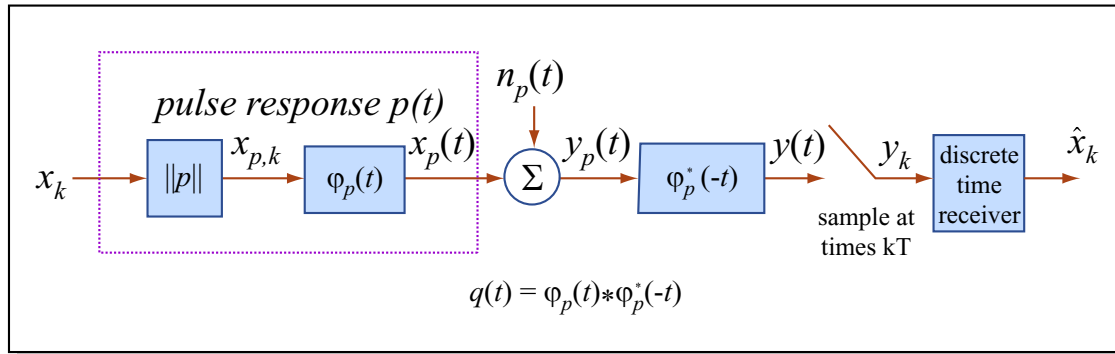 pulse response p(t)
n_p(t)
x_k
||p||
x_{p,k}
φ_p(t)
x_p(t)
Σ
y_p(t)
φ_p^*(-t)
y(t)
y_k
discrete
time
receiver
x̂_k
sample at
times kT
q(t) = φ_p(t)*φ_p^*(-t)